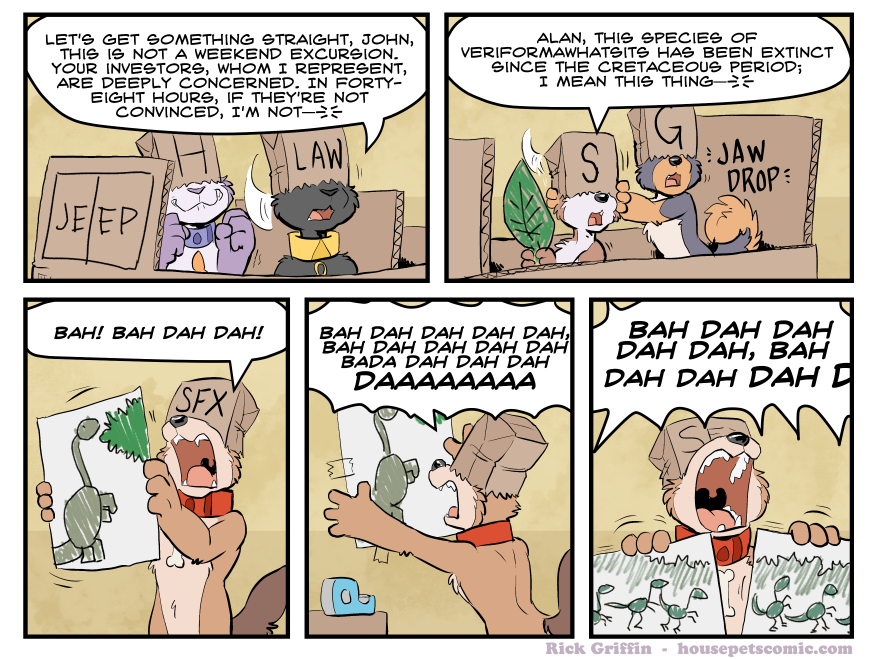 LET'S GET SOMETHING STRAIGHT, JOHN,
THIS IS NOT A WEEKEND EXCURSION.
YOUR INVESTORS, WHOM I REPRESENT,
ARE DEEPLY CONCERNED. IN FORTY-
EIGHT HOURS, IF THEY'RE NOT
CONVINCED, I'M NOT—
H
LAW
JEEP
ALAN, THIS SPECIES OF
VERIFORMAWHATSITS HAS BEEN EXTINCT
SINCE THE CRETACEOUS PERIOD;
I MEAN THIS THING—
S
G
JAW
DROP
BAH! BAH DAH DAH!
SFX
BAH DAH DAH DAH DAH,
BAH DAH DAH DAH DAH
BADA DAH DAH DAH
DAAAAAAAA
BAH DAH DAH
DAH DAH, BAH
DAH DAH DAH D
S
Rick Griffin - housepetscomic.com